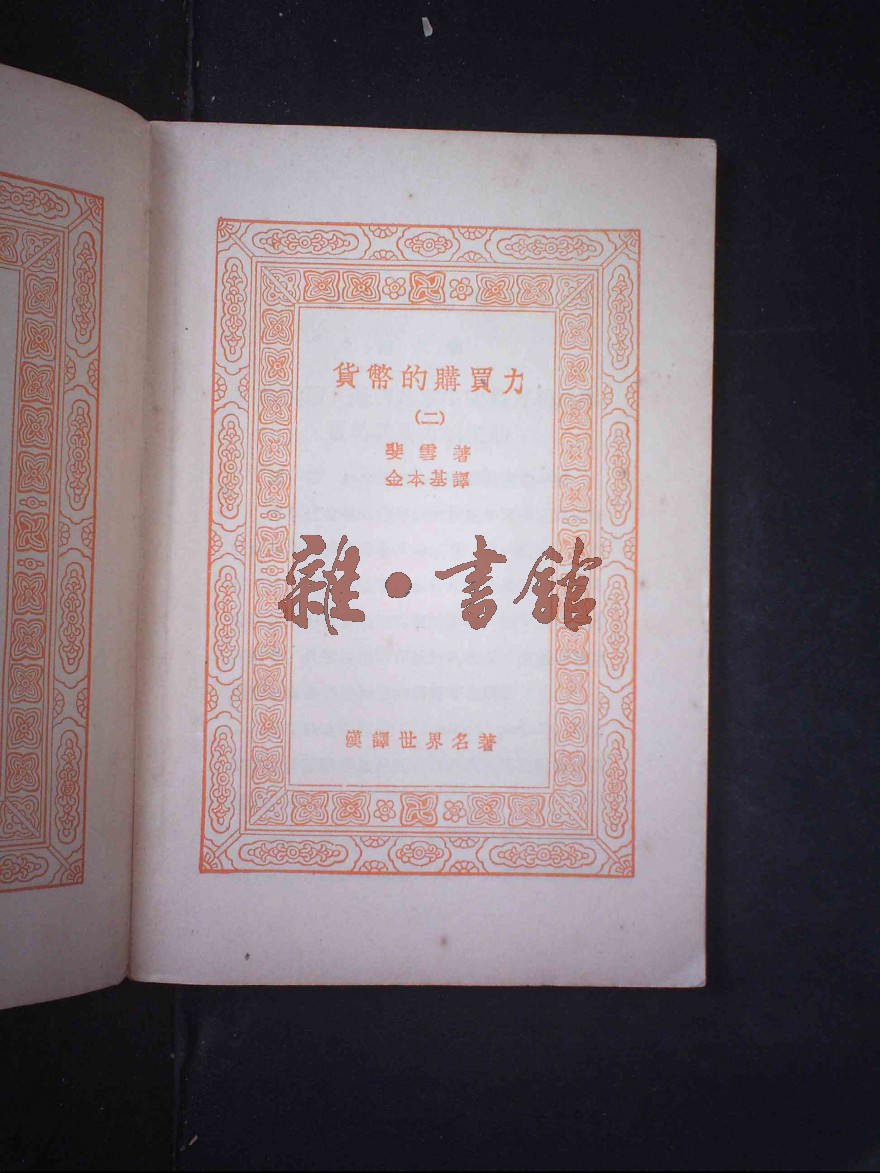 貨幣的購買力
(二)
斐雪著
金本基譯
雜·書館
漢譯世界名著